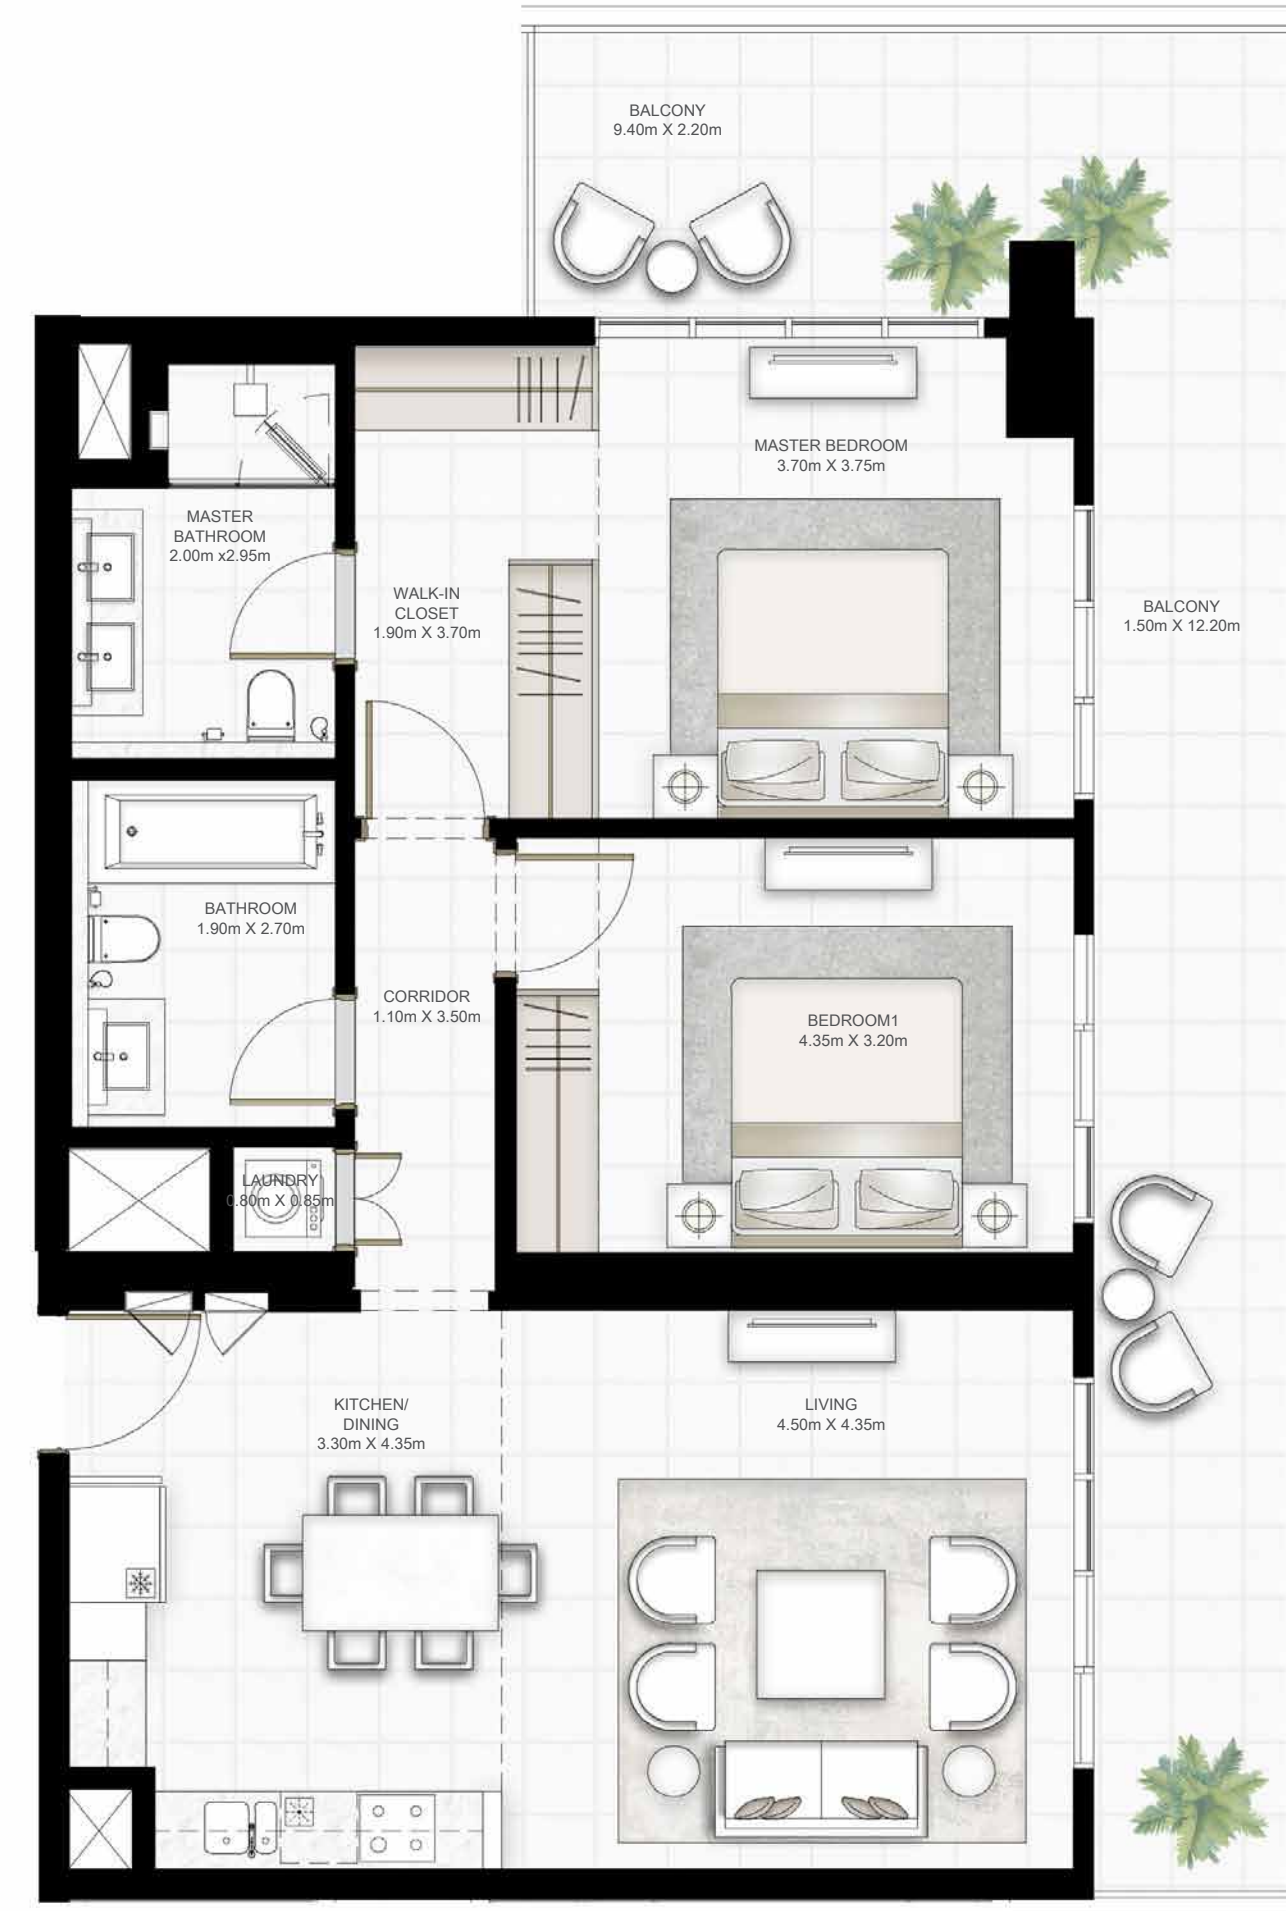 BALCONY
9.40m X 2.20m
MASTER BEDROOM
3.70m X 3.75m
MASTER
BATHROOM
2.00m x2.95m
WALK-IN
CLOSET
1.90m X 3.70m
BALCONY
1.50m X 12.20m
BATHROOM
1.90m X 2.70m
CORRIDOR
1.10m X 3.50m
BEDROOM1
4.35m X 3.20m
LAUNDRY
0.80m X 0.85m
KITCHEN/
DINING
3.30m X 4.35m
LIVING
4.50m X 4.35m